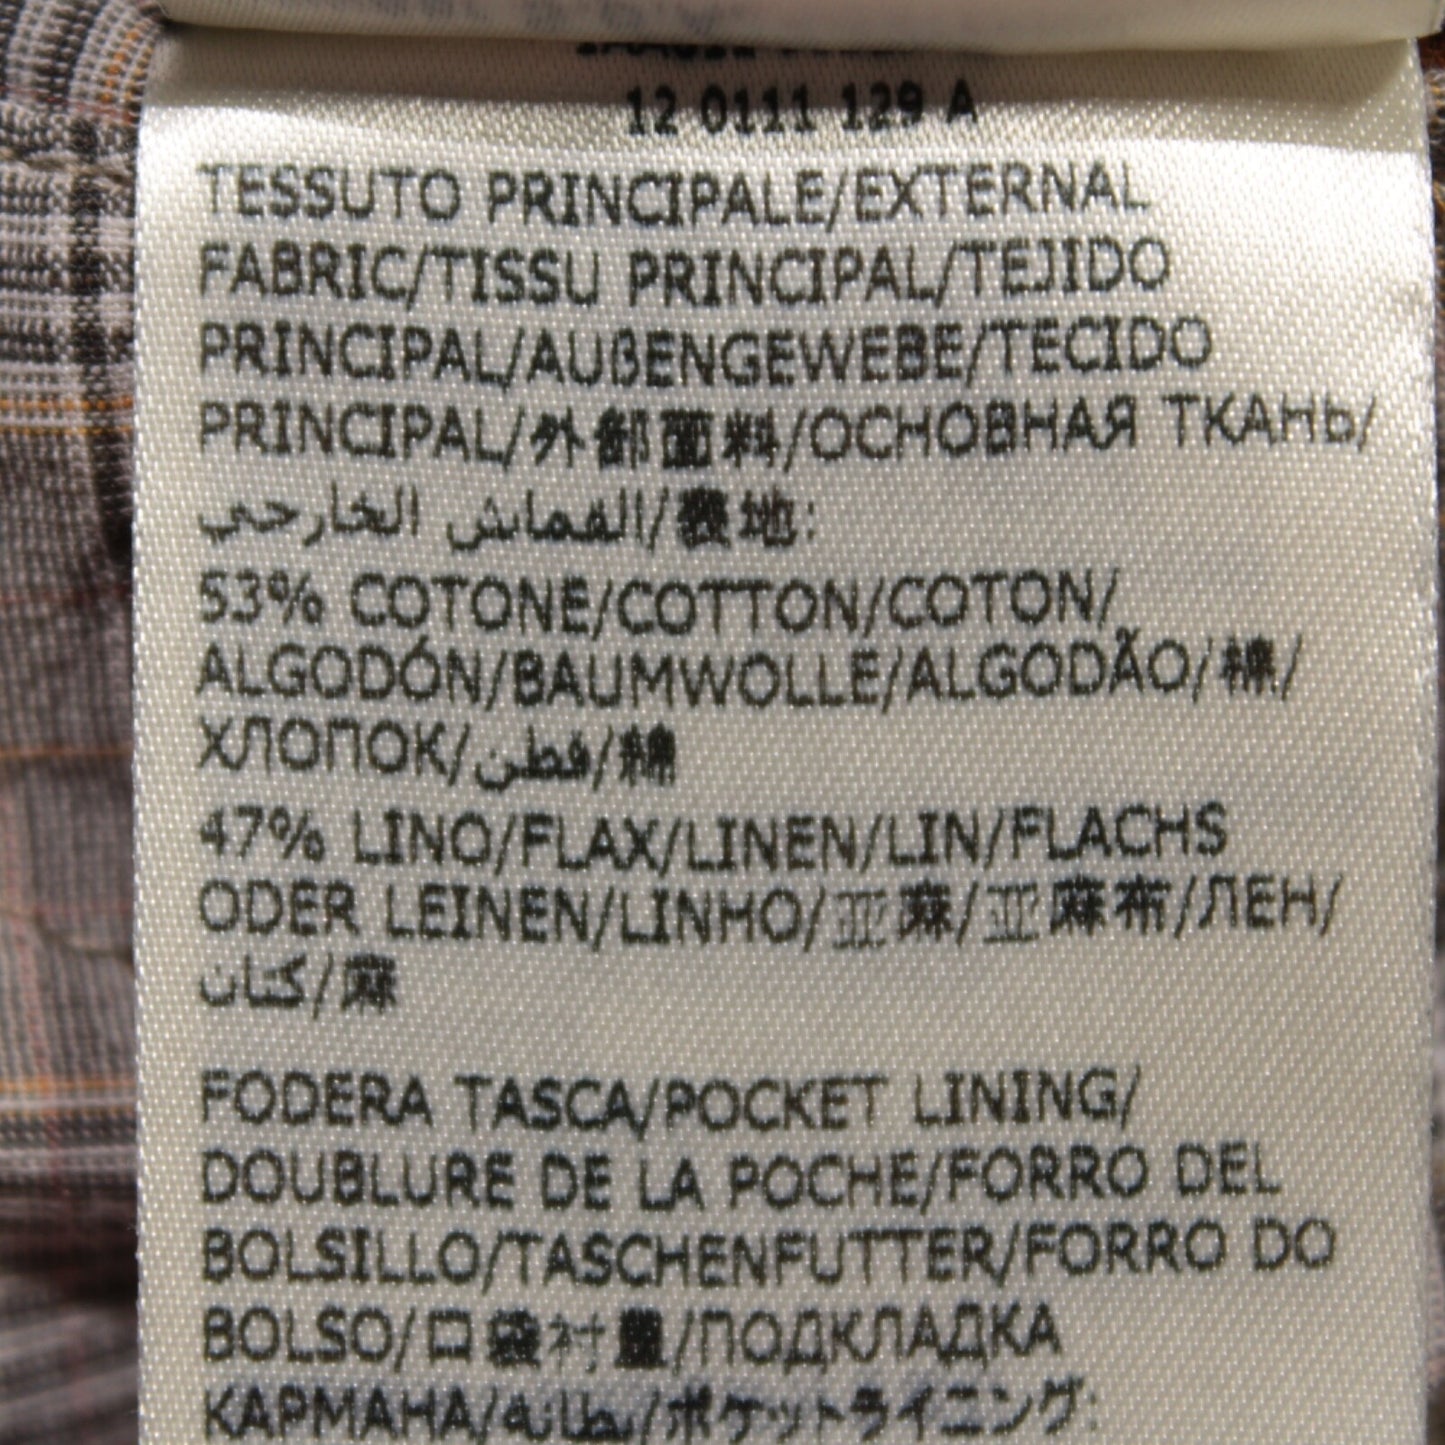 12 0111 129 A
TESSUTO PRINCIPALE/EXTERNAL
FABRIC/TISSU PRINCIPAL/TEJIDO
PRINCIPAL/AUßENGEWEBE/TECIDO
PRINCIPAL/外部面料/ОСНОВНАЯ ТКАНЬ/
القماش الخارجي/表地:
53% COTONE/COTTON/COTON/
ALGODÓN/BAUMWOLLE/ALGODÃO/棉/
ХЛОПОК/قطن/綿
47% LINO/FLAX/LINEN/LIN/FLACHS
ODER LEINEN/LINHO/亚麻/亚麻布/ЛЕН/
كتان/麻
FODERA TASCA/POCKET LINING/
DOUBLURE DE LA POCHE/FORRO DEL
BOLSILLO/TASCHENFUTTER/FORRO DO
BOLSO/口袋衬里/ПОДКЛАДКА
КАРМАНА/بطانة/ポケットライニング: